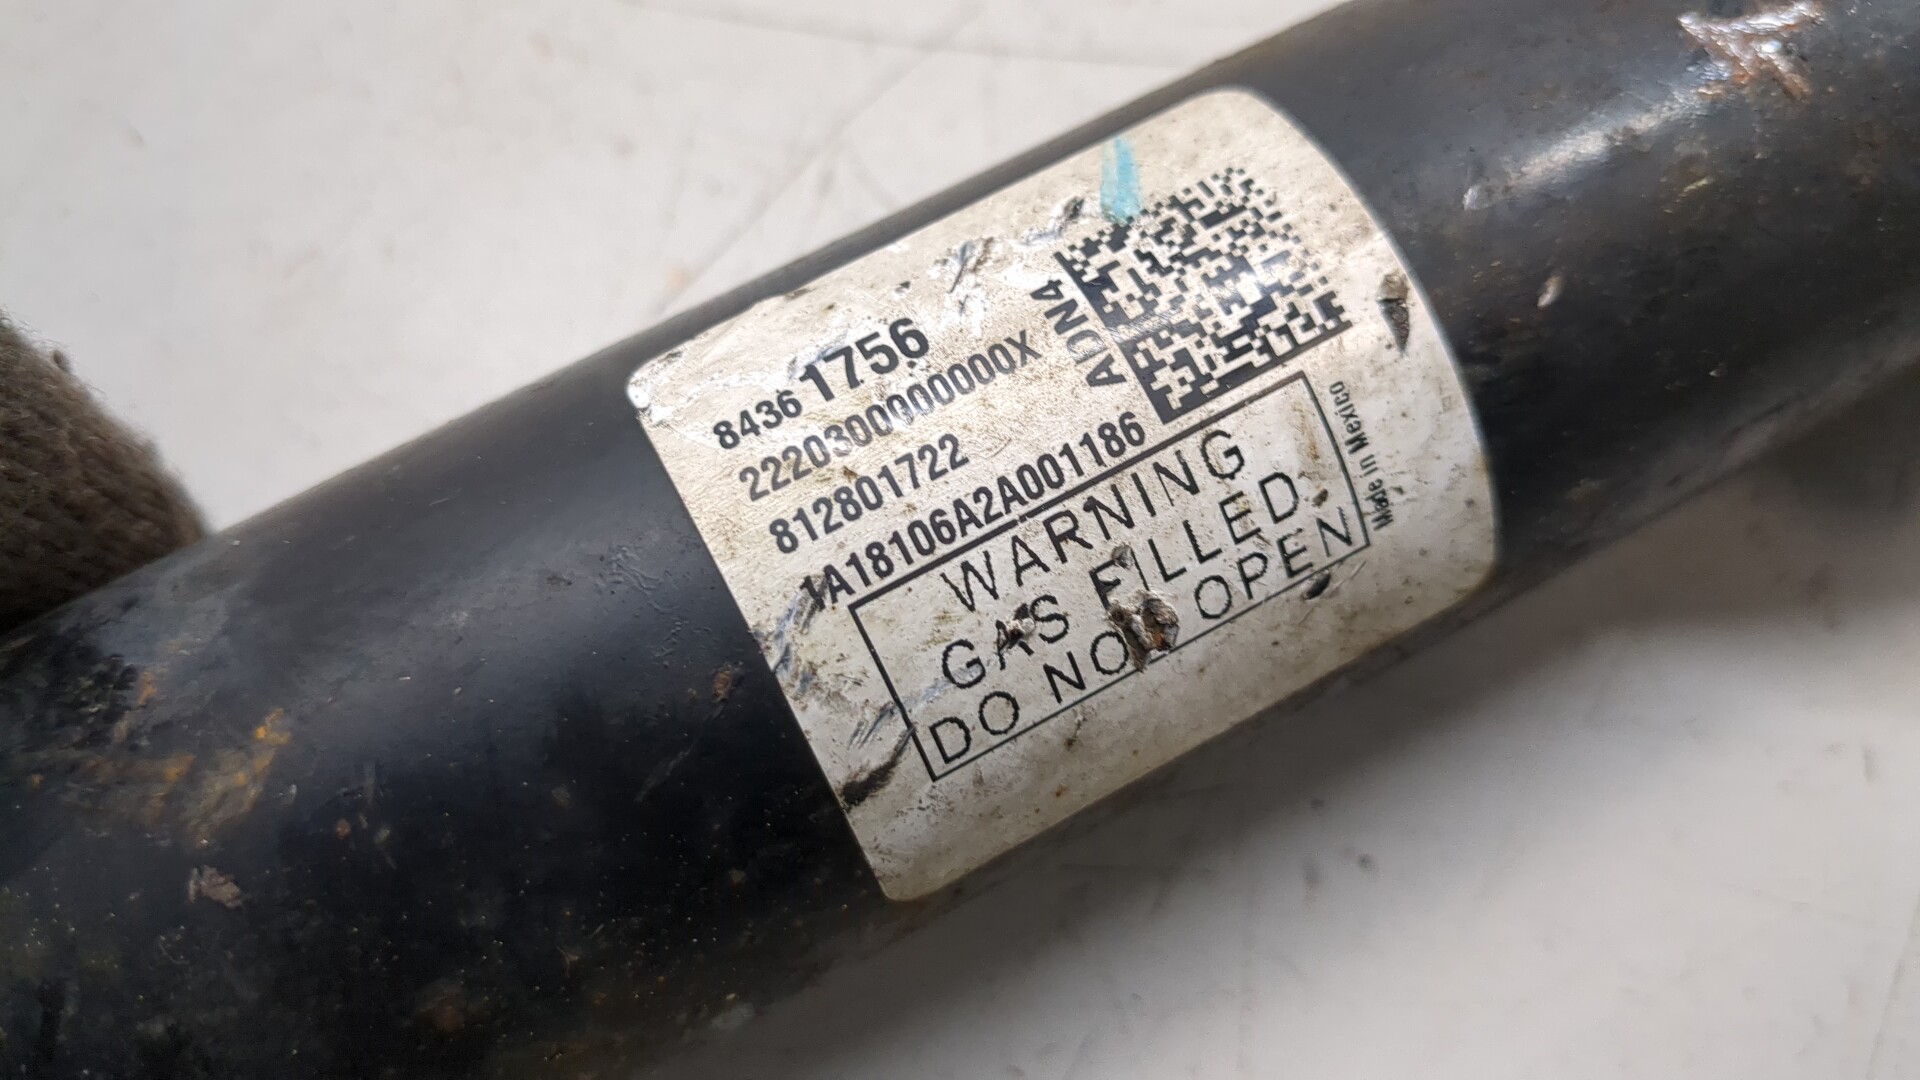 8436 1756
2220300000000X
812801722
1A18106A2A001186
ADN4
WARNING
GAS FILLED.
DO NOT OPEN
Made in Mexico